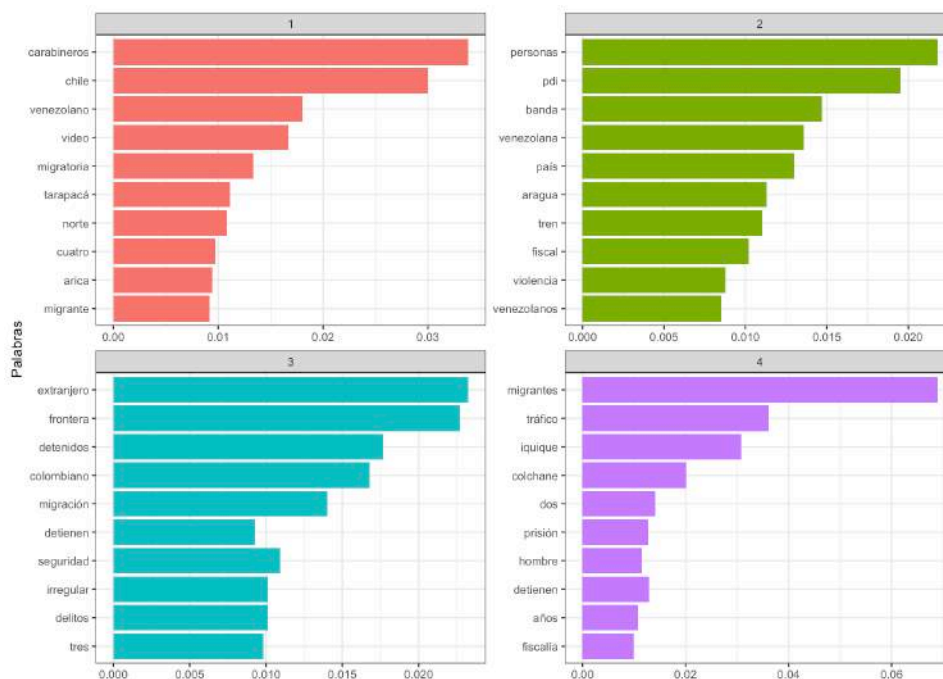 Palabras
1
carabineros
chile
venezolano
video
migratoria
tarapacá
norte
cuatro
arica
migrante
0.00 0.01 0.02 0.03
2
personas
pdi
banda
venezolana
país
aragua
tren
fiscal
violencia
venezolanos
0.000 0.005 0.010 0.015 0.020
3
extranjero
frontera
detenidos
colombiano
migración
detienen
seguridad
irregular
delitos
tres
0.000 0.005 0.010 0.015 0.020
4
migrantes
tráfico
iquique
colchane
dos
prisión
hombre
detienen
años
fiscalía
0.00 0.02 0.04 0.06